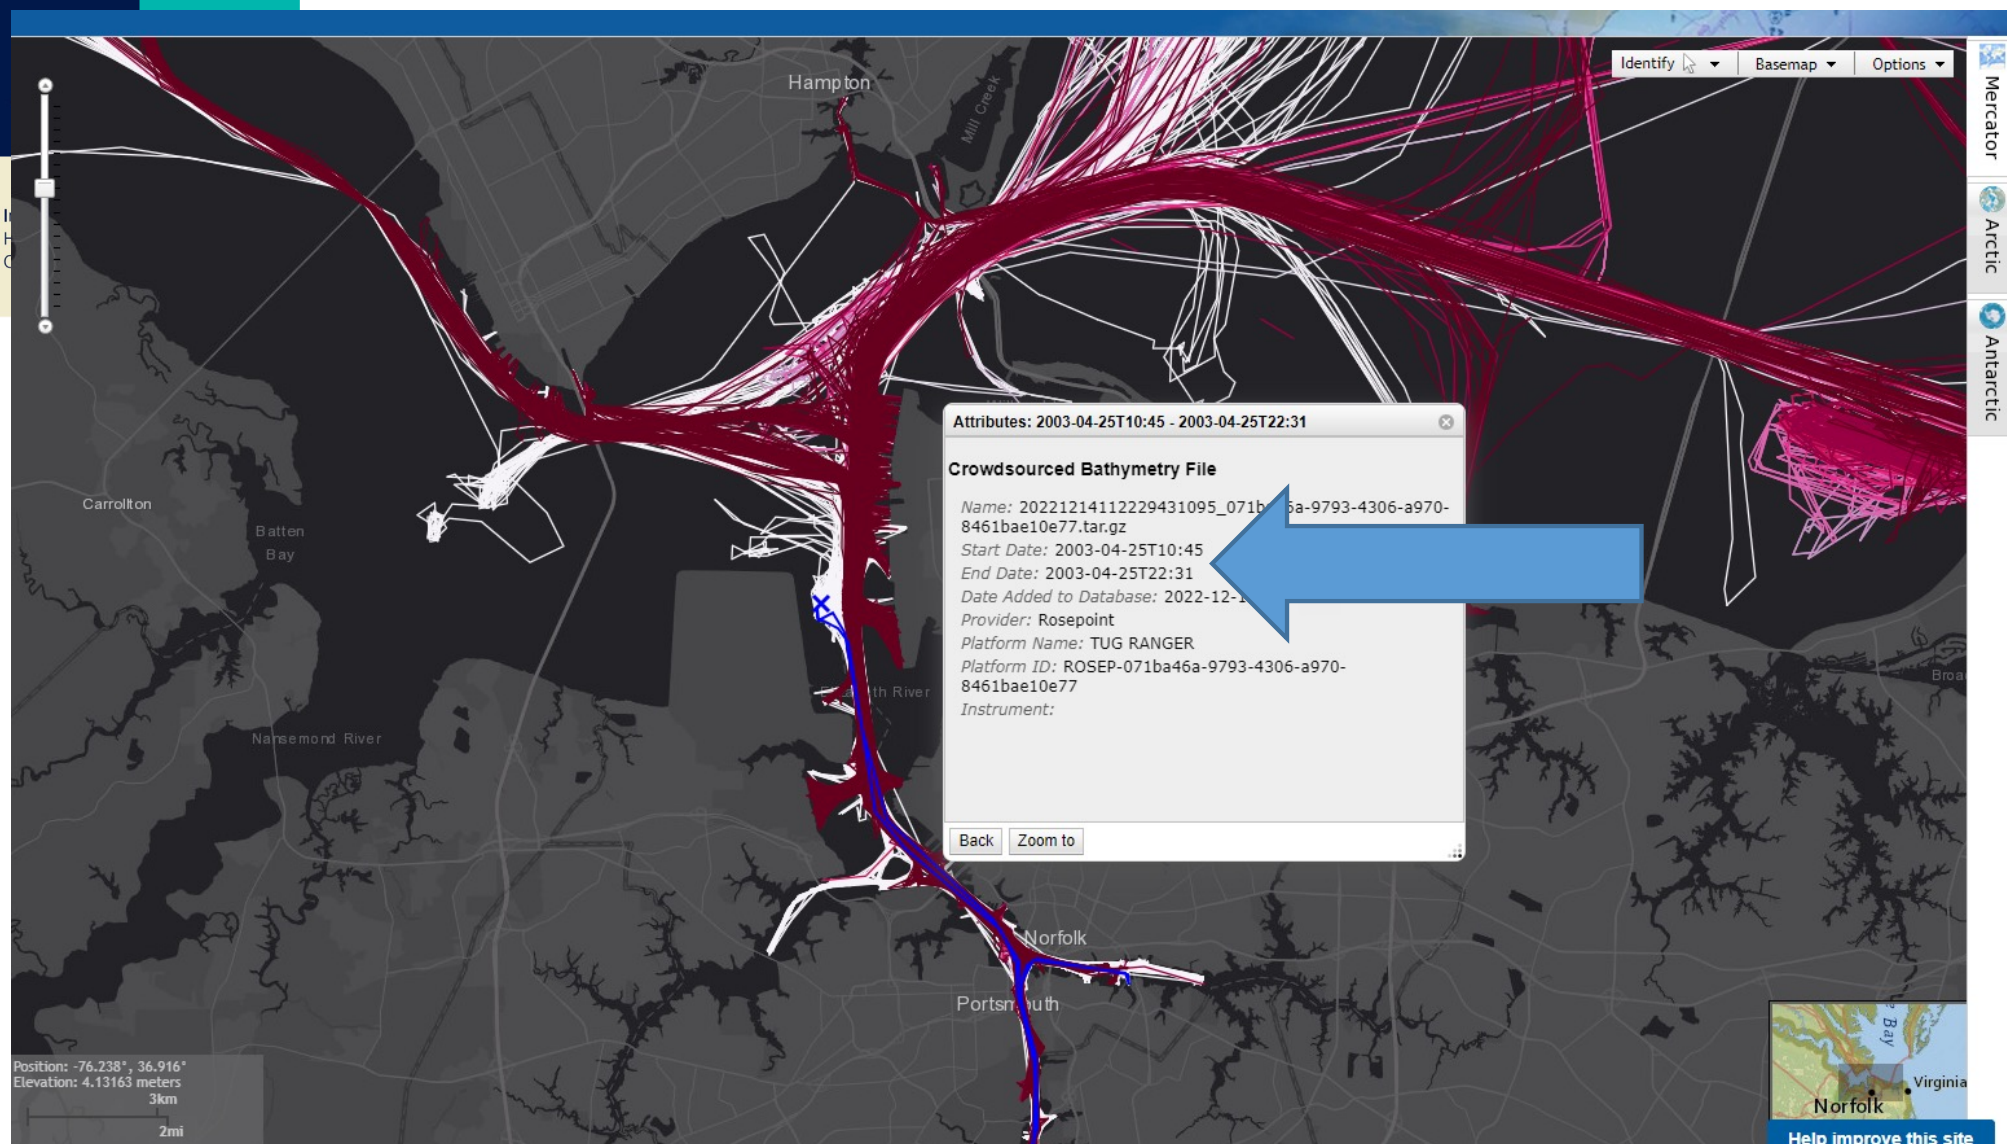 Identify
Basemap
Options
Mercator
Arctic
Antarctic
Hampton
Mill Creek
Carrollton
Batten
Bay
Nansemond River
River
Norfolk
Portsmouth
Attributes: 2003-04-25T10:45 - 2003-04-25T22:31
Crowdsourced Bathymetry File
Name: 20221214112229431095_071b 6a-9793-4306-a970-
8461bae10e77.tar.gz
Start Date: 2003-04-25T10:45
End Date: 2003-04-25T22:31
Date Added to Database: 2022-12-1
Provider: Rosepoint
Platform Name: TUG RANGER
Platform ID: ROSEP-071ba46a-9793-4306-a970-
8461bae10e77
Instrument:
Back
Zoom to
Broa
Position: -76.238°, 36.916°
Elevation: 4.13163 meters
3km
2mi
Bay
Virginia
Norfolk
Help improve this site